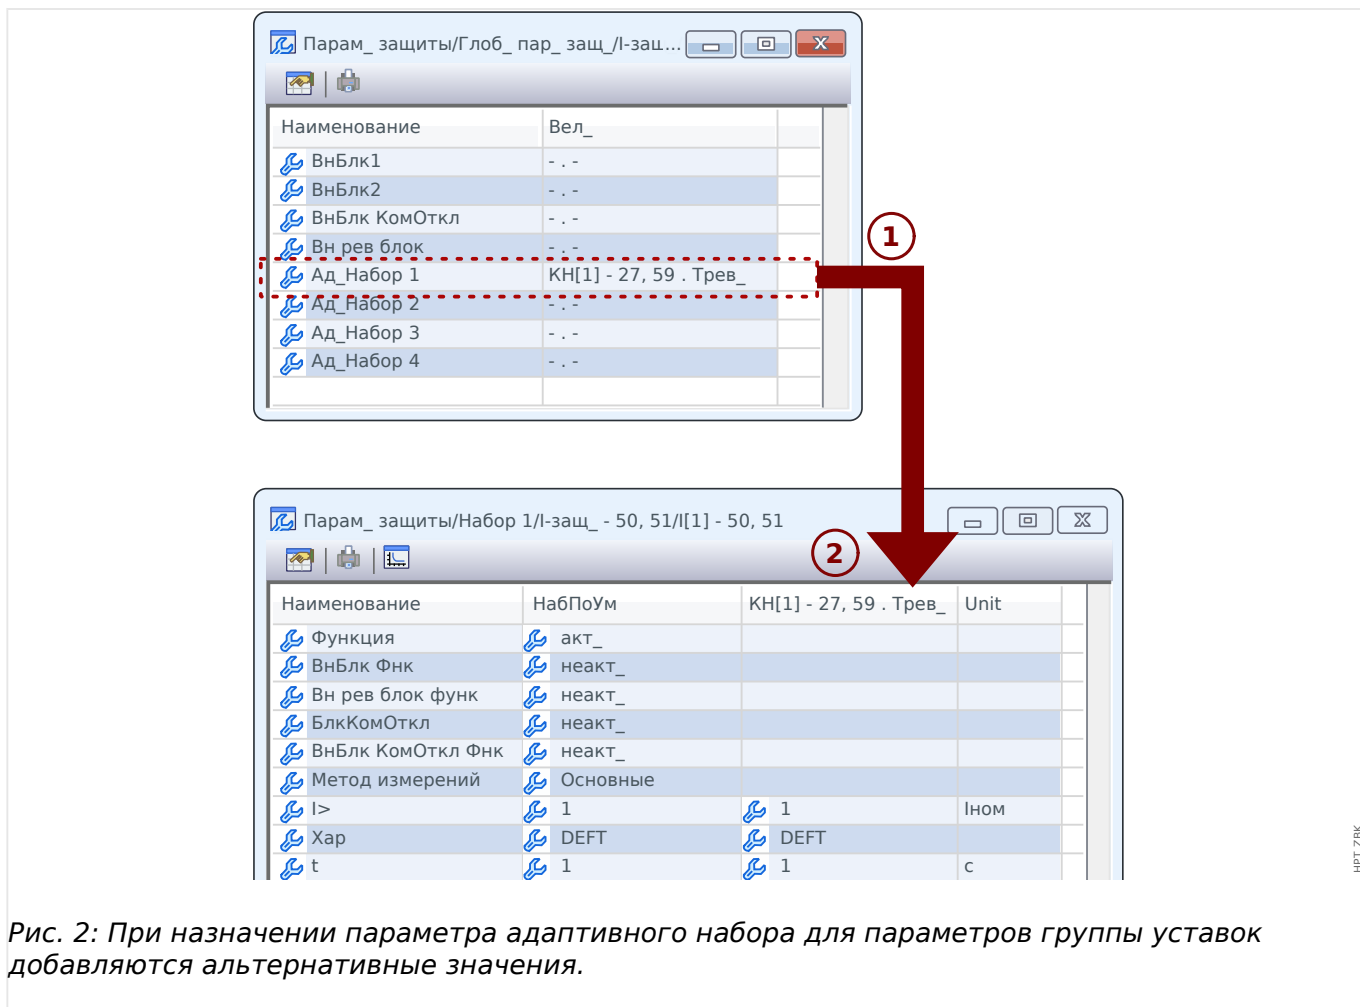 Парам_ защиты/Глоб_ пар_ защ_/I-защ...
Наименование Вел_
ВнБлк1 - . -
ВнБлк2 - . -
ВнБлк КомОткл - . -
Вн рев блок - . -
Ад_Набор 1 КН[1] - 27, 59 . Трев_
Ад_Набор 2 - . -
Ад_Набор 3 - . -
Ад_Набор 4 - . -
1
Парам_ защиты/Набор 1/I-защ_ - 50, 51/I[1] - 50, 51
2
Наименование НабПоУм КН[1] - 27, 59 . Трев_ Unit
Функция акт_
ВнБлк Фнк неакт_
Вн рев блок функ неакт_
БлкКомОткл неакт_
ВнБлк КомОткл Фнк неакт_
Метод измерений Основные
I> 1 1 Iном
Хар DEFT DEFT
t 1 1 с
HPT ZBK
Рис. 2: При назначении параметра адаптивного набора для параметров группы уставок
добавляются альтернативные значения.